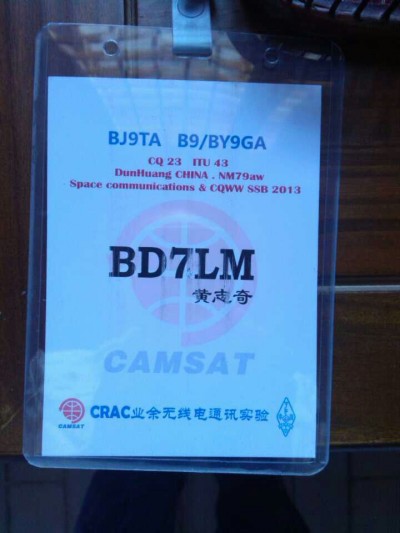 BJ9TA B9/BY9GA
CQ 23 ITU 43
DunHuang CHINA . NM79aw
Space communications & CQWW SSB 2013
BD7LM
黄志奇
CAMSAT
CRAC业余无线电通讯实验
CAMSAT